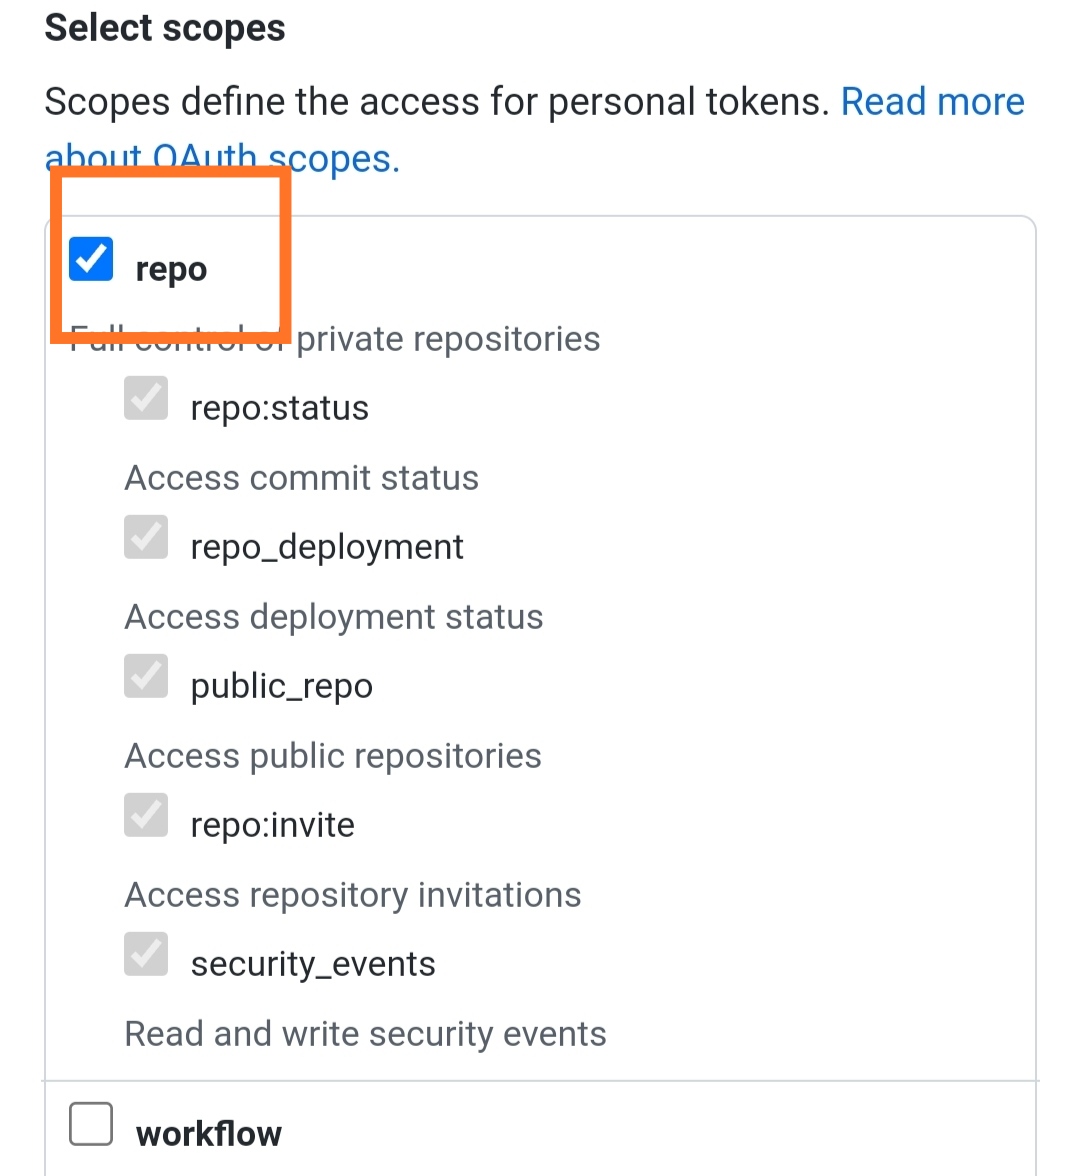 Select scopes
Scopes define the access for personal tokens. Read more
about OAuth scopes.
repo
Full control of private repositories
repo:status
Access commit status
repo_deployment
Access deployment status
public_repo
Access public repositories
repo:invite
Access repository invitations
security_events
Read and write security events
workflow